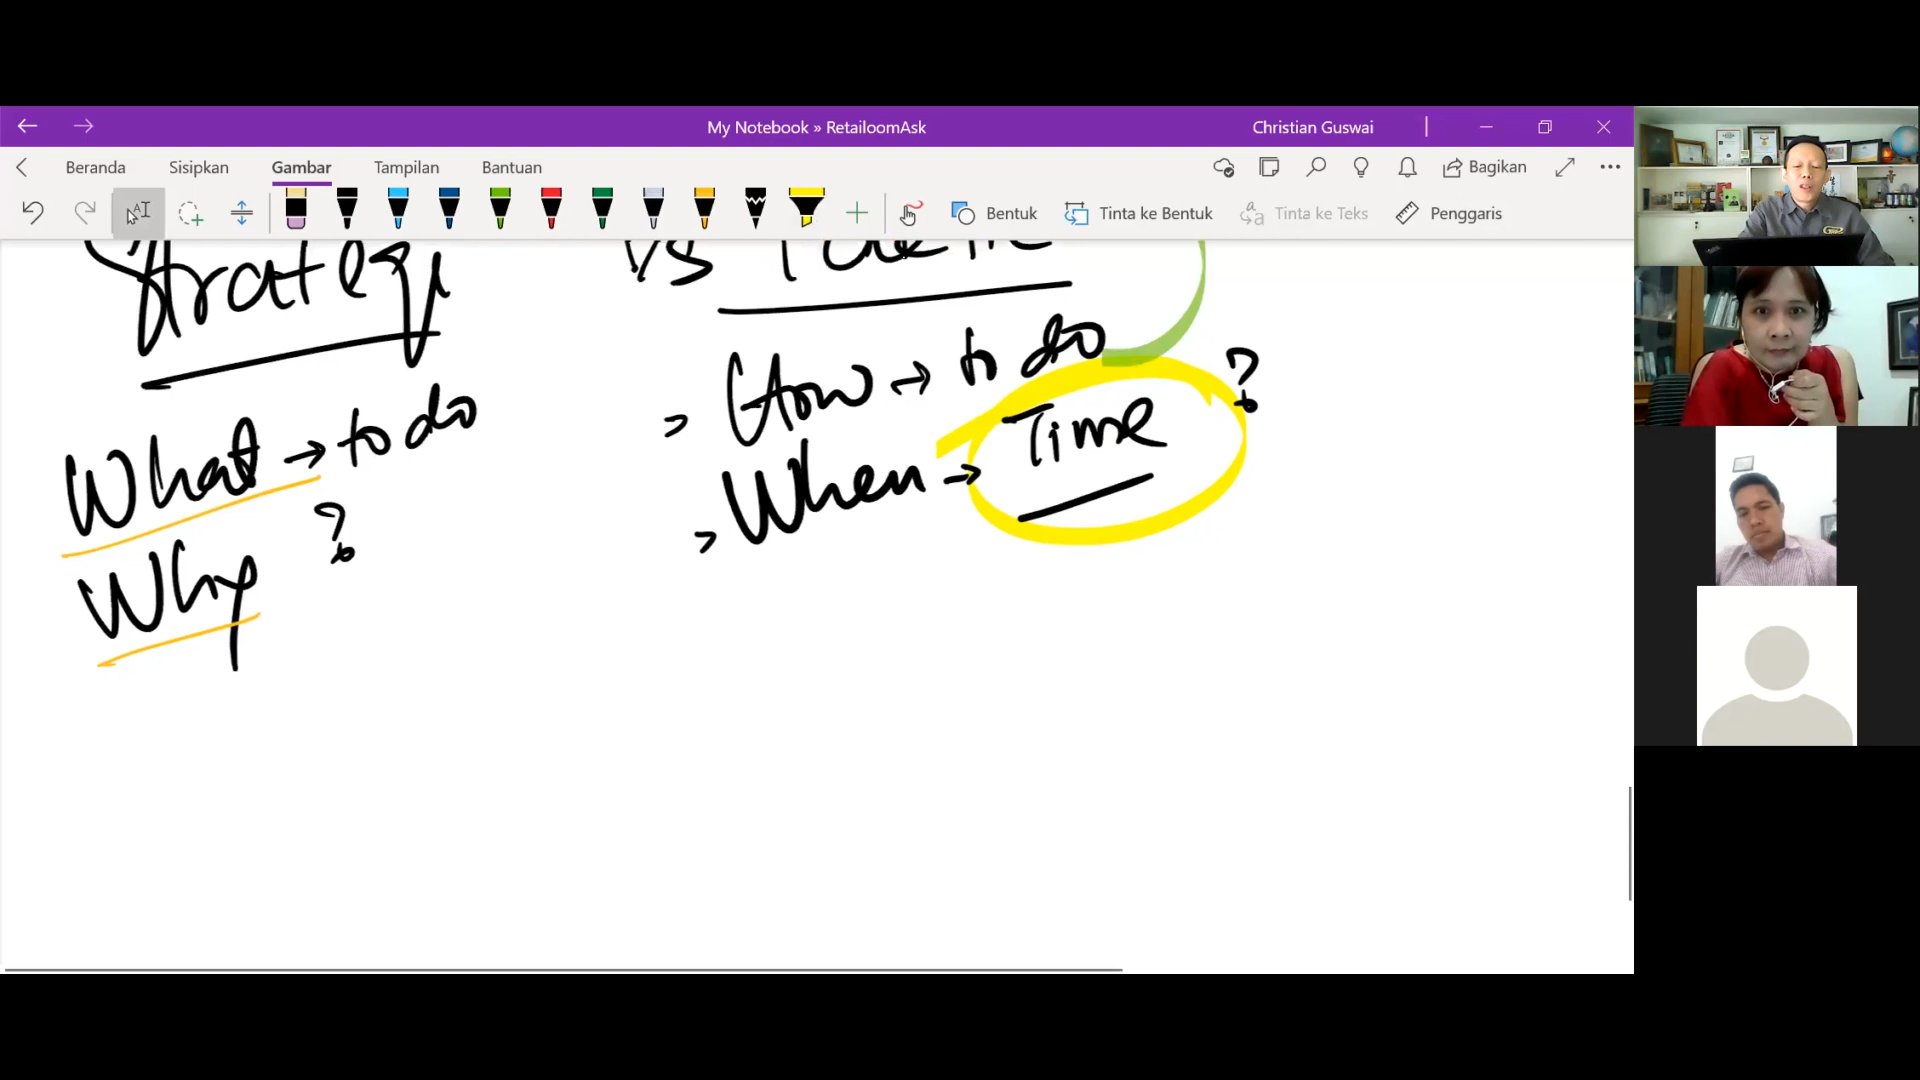 My Notebook » RetailoomAsk
Christian Guswai
Beranda Sisipkan Gambar Tampilan Bantuan
Bagikan
Bentuk Tinta ke Bentuk Tinta ke Teks Penggaris
Strategi vs
What → to do
Why ?
> How → to do ?
> When → Time